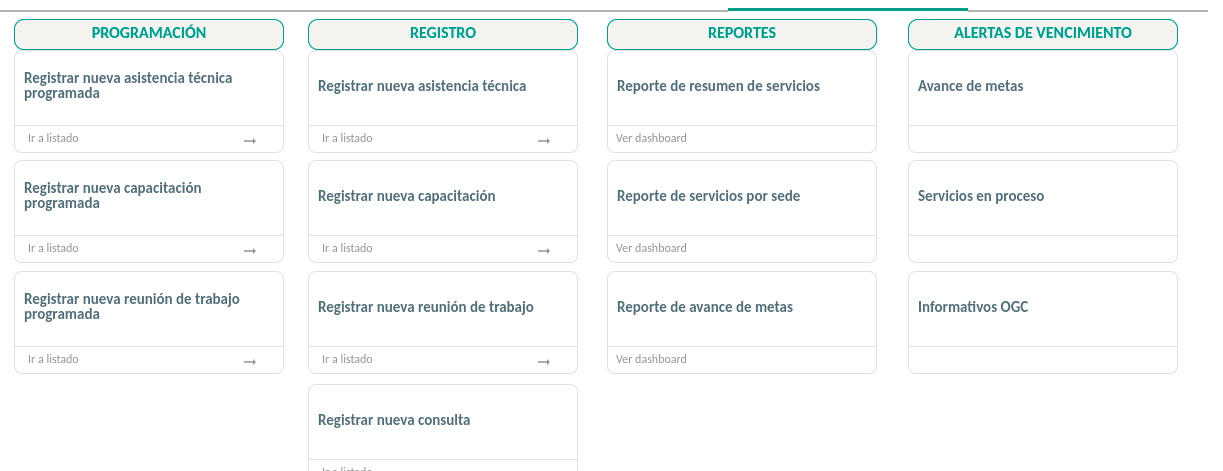 PROGRAMACIÓN
Registrar nueva asistencia técnica
programada
Ir a listado
Registrar nueva capacitación
programada
Ir a listado
Registrar nueva reunión de trabajo
programada
Ir a listado
REGISTRO
Registrar nueva asistencia técnica
Ir a listado
Registrar nueva capacitación
Ir a listado
Registrar nueva reunión de trabajo
Ir a listado
Registrar nueva consulta
Ir a listado
REPORTES
Reporte de resumen de servicios
Ver dashboard
Reporte de servicios por sede
Ver dashboard
Reporte de avance de metas
Ver dashboard
ALERTAS DE VENCIMIENTO
Avance de metas
Servicios en proceso
Informativos OGC